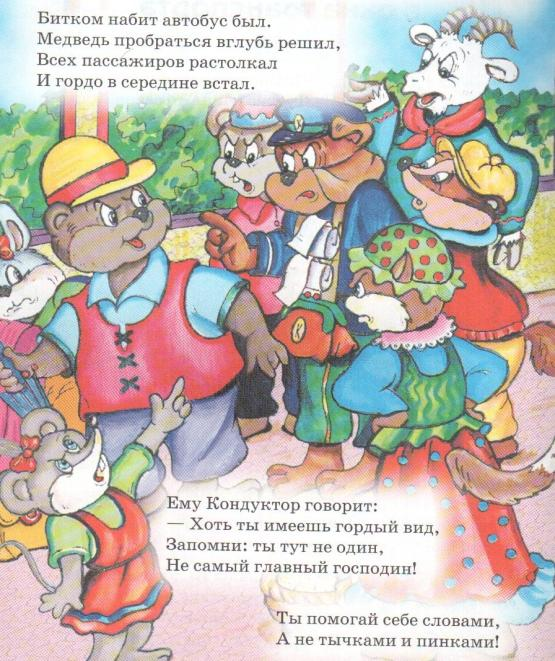 Битком набит автобус был.
Медведь пробраться вглубь решил,
Всех пассажиров растолкал
И гордо в середине встал.
Ему Кондуктор говорит:
— Хоть ты имеешь гордый вид,
Запомни: ты тут не один,
Не самый главный господин!
Ты помогай себе словами,
А не тычками и пинками!